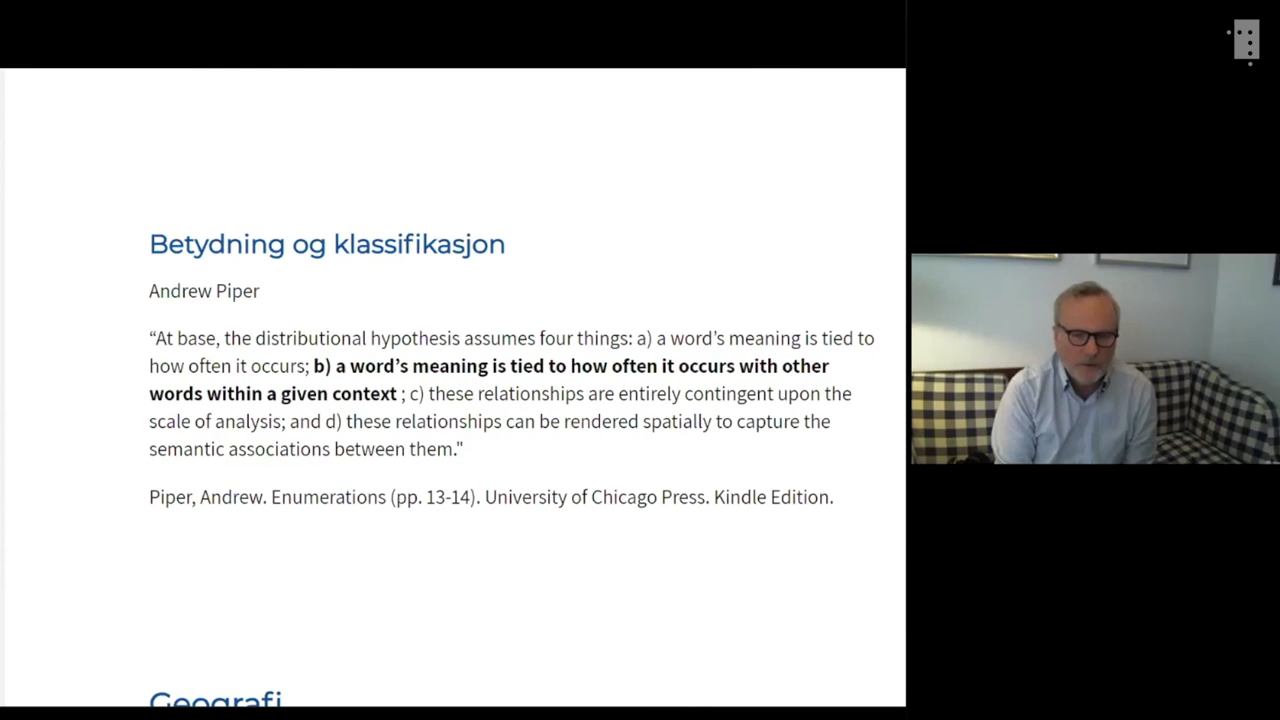 Betydning og klassifikasjon
Andrew Piper
“At base, the distributional hypothesis assumes four things: a) a word’s meaning is tied to
how often it occurs; b) a word’s meaning is tied to how often it occurs with other
words within a given context ; c) these relationships are entirely contingent upon the
scale of analysis; and d) these relationships can be rendered spatially to capture the
semantic associations between them."
Piper, Andrew. Enumerations (pp. 13-14). University of Chicago Press. Kindle Edition.
Geografi